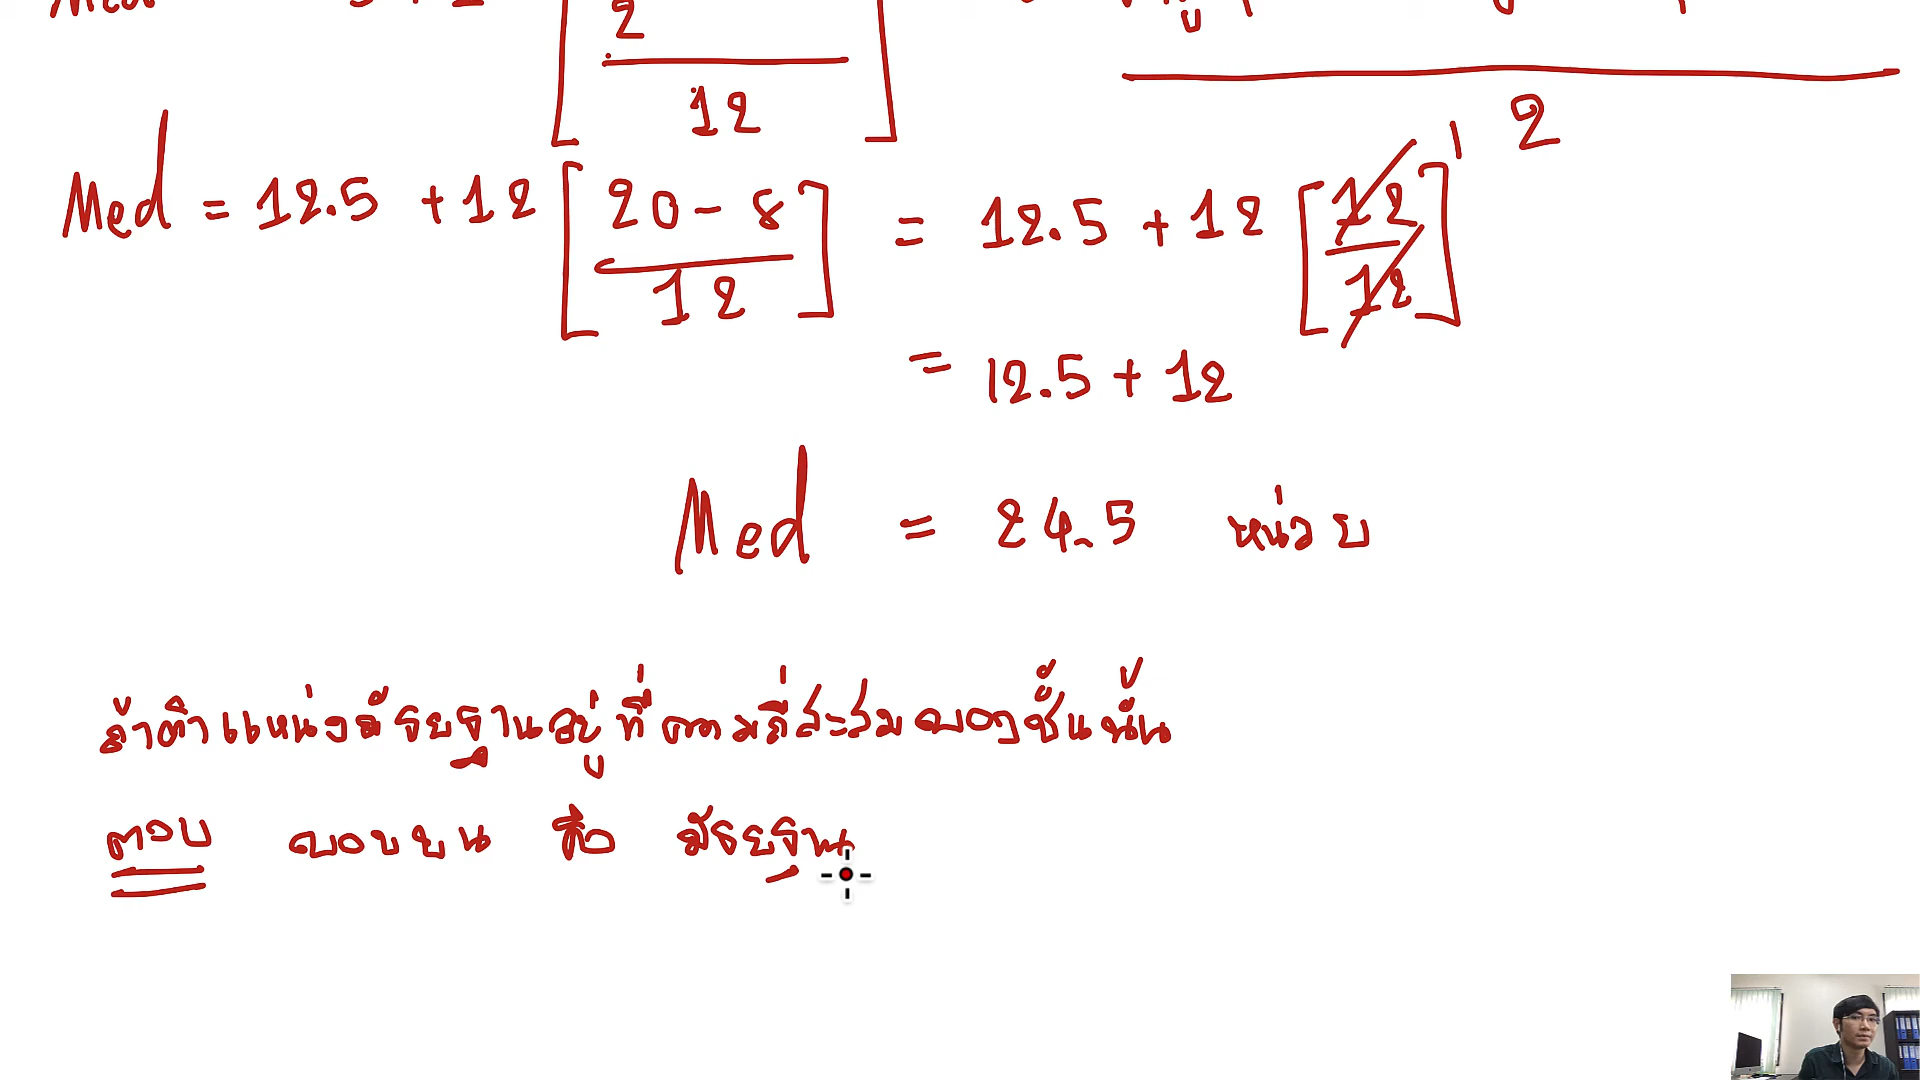 2
12
2
Med = 12.5 + 12 [ 20 - 8 / 12 ] = 12.5 + 12 [ 12 / 12 ] 1
= 12.5 + 12
Med = 24.5 หน่วย
ถ้าตำแหน่งมัธยฐานอยู่ที่ความถี่สะสมของชั้นนั้น
ตอบ ขอบบน คือ มัธยฐาน